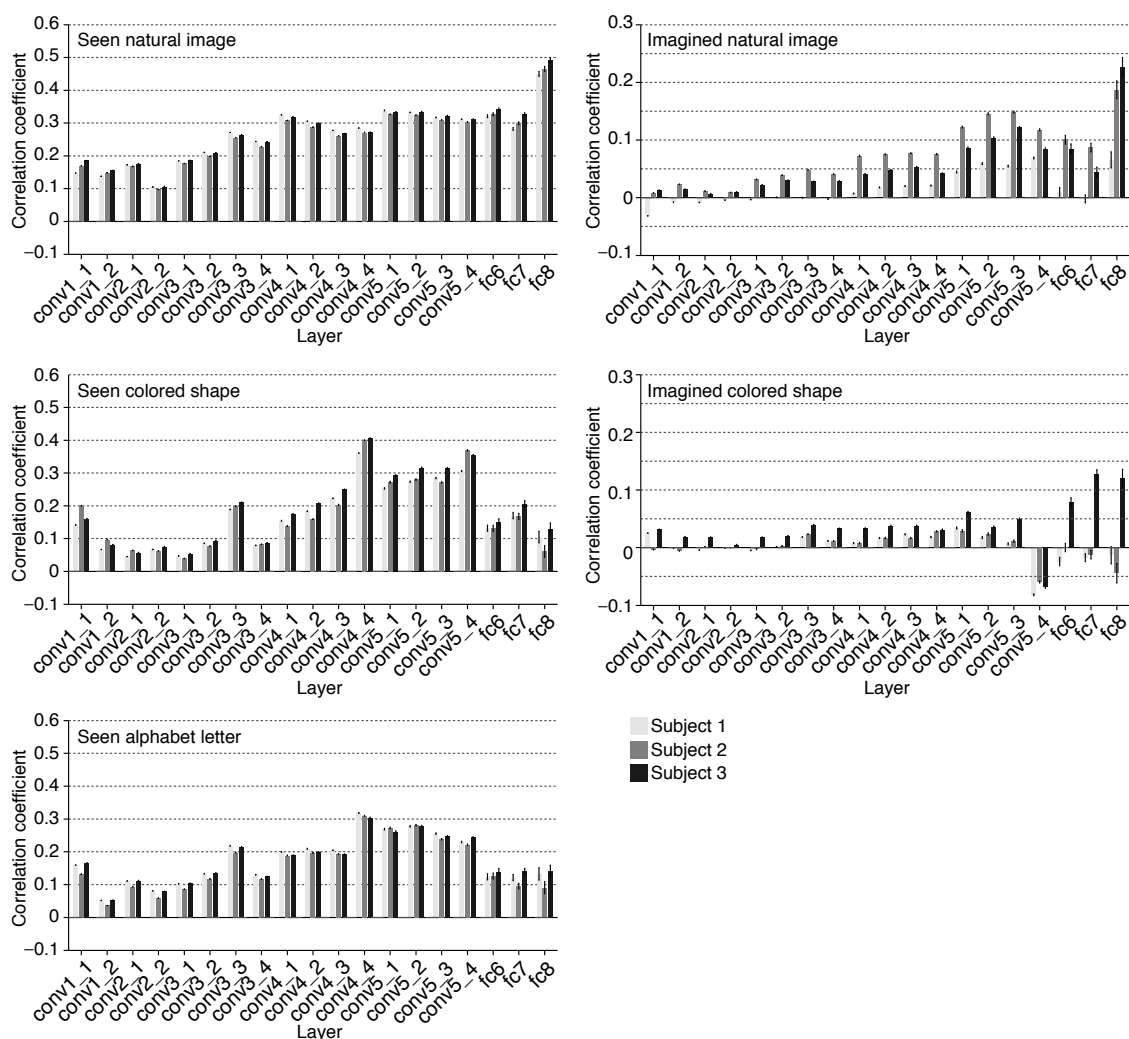 Seen natural image
Correlation coefficient
0.6
0.5
0.4
0.3
0.2
0.1
0
−0.1
conv1_1
conv1_2
conv2_1
conv2_2
conv3_1
conv3_2
conv3_3
conv3_4
conv4_1
conv4_2
conv4_3
conv4_4
conv5_1
conv5_2
conv5_3
conv5_4
fc6
fc7
fc8
Layer
Imagined natural image
Correlation coefficient
0.3
0.2
0.1
0
−0.1
conv1_1
conv1_2
conv2_1
conv2_2
conv3_1
conv3_2
conv3_3
conv3_4
conv4_1
conv4_2
conv4_3
conv4_4
conv5_1
conv5_2
conv5_3
conv5_4
fc6
fc7
fc8
Layer
Seen colored shape
Correlation coefficient
0.6
0.5
0.4
0.3
0.2
0.1
0
−0.1
conv1_1
conv1_2
conv2_1
conv2_2
conv3_1
conv3_2
conv3_3
conv3_4
conv4_1
conv4_2
conv4_3
conv4_4
conv5_1
conv5_2
conv5_3
conv5_4
fc6
fc7
fc8
Layer
Imagined colored shape
Correlation coefficient
0.3
0.2
0.1
0
−0.1
conv1_1
conv1_2
conv2_1
conv2_2
conv3_1
conv3_2
conv3_3
conv3_4
conv4_1
conv4_2
conv4_3
conv4_4
conv5_1
conv5_2
conv5_3
conv5_4
fc6
fc7
fc8
Layer
Seen alphabet letter
Correlation coefficient
0.6
0.5
0.4
0.3
0.2
0.1
0
−0.1
conv1_1
conv1_2
conv2_1
conv2_2
conv3_1
conv3_2
conv3_3
conv3_4
conv4_1
conv4_2
conv4_3
conv4_4
conv5_1
conv5_2
conv5_3
conv5_4
fc6
fc7
fc8
Layer
Subject 1
Subject 2
Subject 3